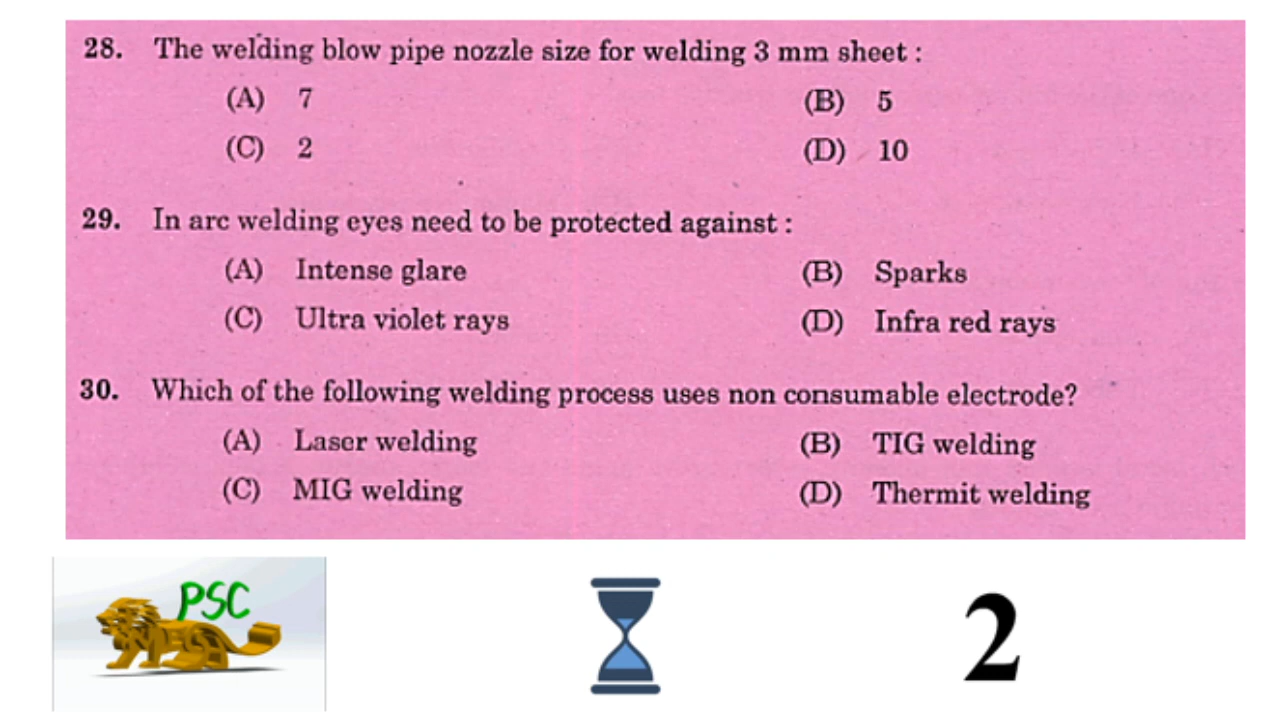 28. The welding blow pipe nozzle size for welding 3 mm sheet :
(A) 7 (B) 5
(C) 2 (D) 10
29. In arc welding eyes need to be protected against :
(A) Intense glare (B) Sparks
(C) Ultra violet rays (D) Infra red rays
30. Which of the following welding process uses non consumable electrode?
(A) Laser welding (B) TIG welding
(C) MIG welding (D) Thermit welding
PSC
2